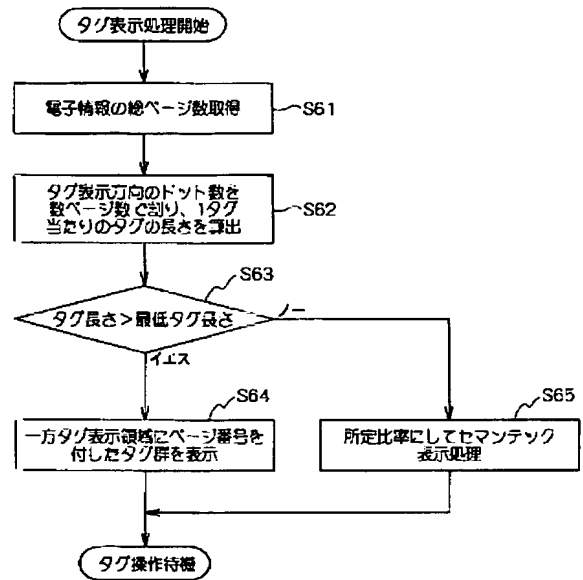 タグ表示処理開始
電子情報の総ページ数取得
S61
タグ表示方向のドット数を
数ページ数で割り、1タグ
当たりのタグの長さを算出
S62
S63
タグ長さ＞最低タグ長さ
ノー
イエス
S64
一方タグ表示領域にページ番号を
付したタグ群を表示
S65
所定比率にしてセマンテック
表示処理
タグ操作待機